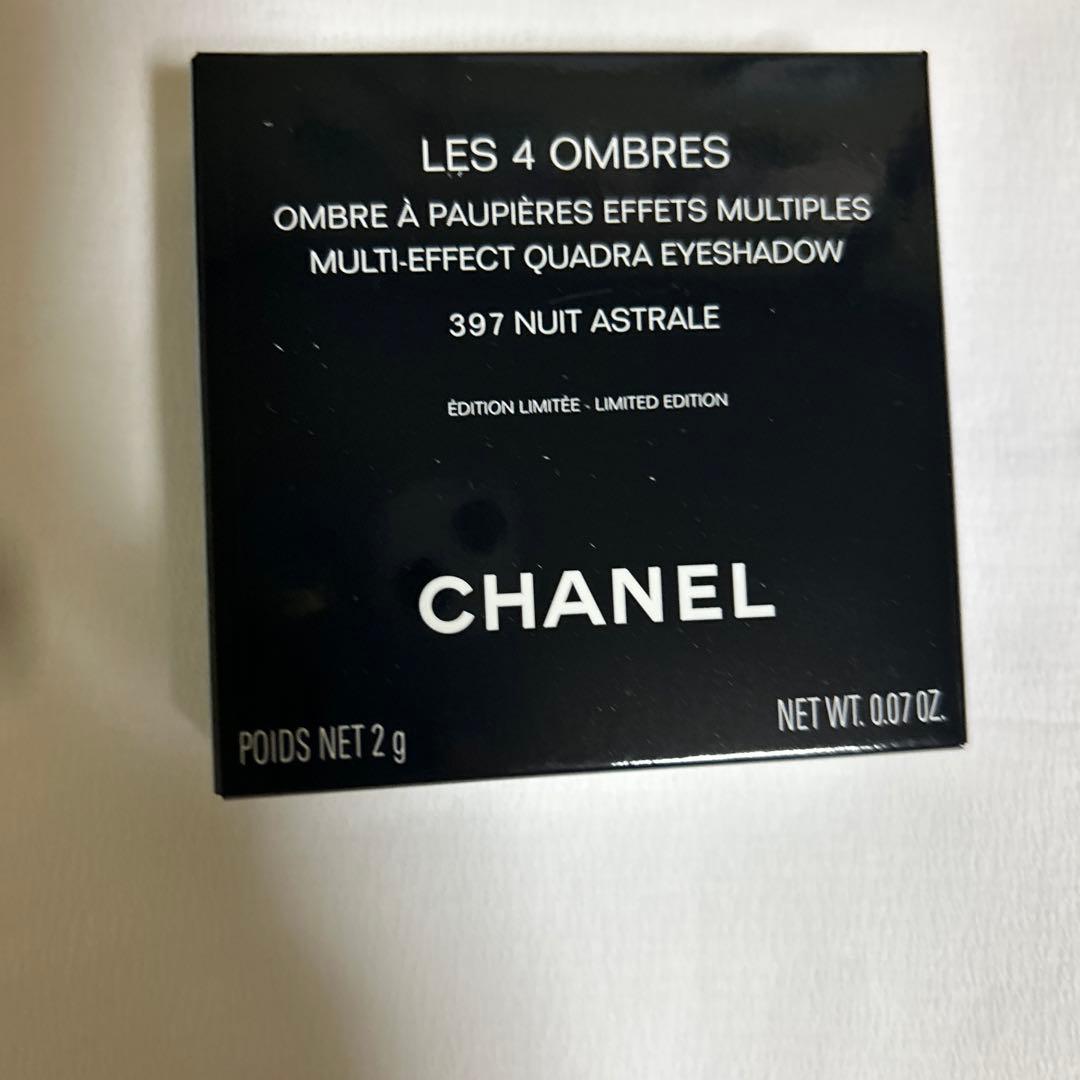 LES 4 OMBRES
OMBRE À PAUPIÈRES EFFETS MULTIPLES
MULTI-EFFECT QUADRA EYESHADOW
397 NUIT ASTRALE
ÉDITION LIMITÉE - LIMITED EDITION
CHANEL
POIDS NET 2 g
NET WT. 0.07 OZ.